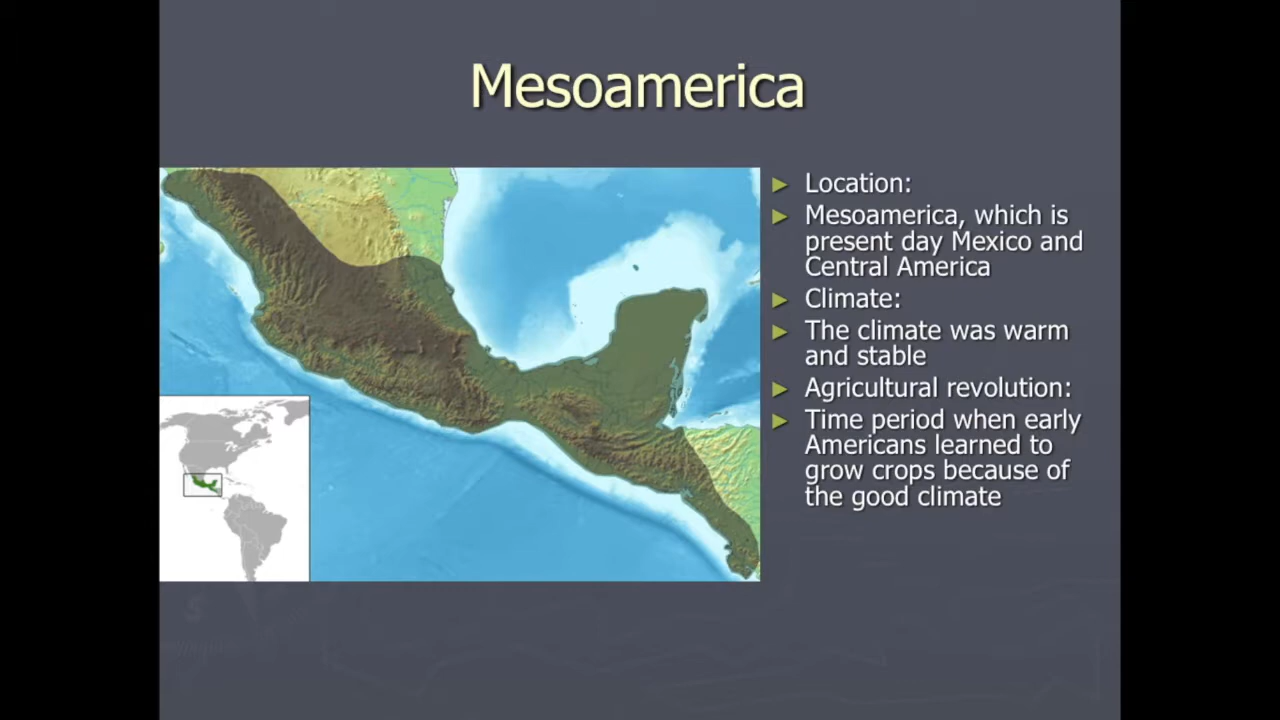 Mesoamerica
► Location:
► Mesoamerica, which is
present day Mexico and
Central America
► Climate:
► The climate was warm
and stable
► Agricultural revolution:
► Time period when early
Americans learned to
grow crops because of
the good climate